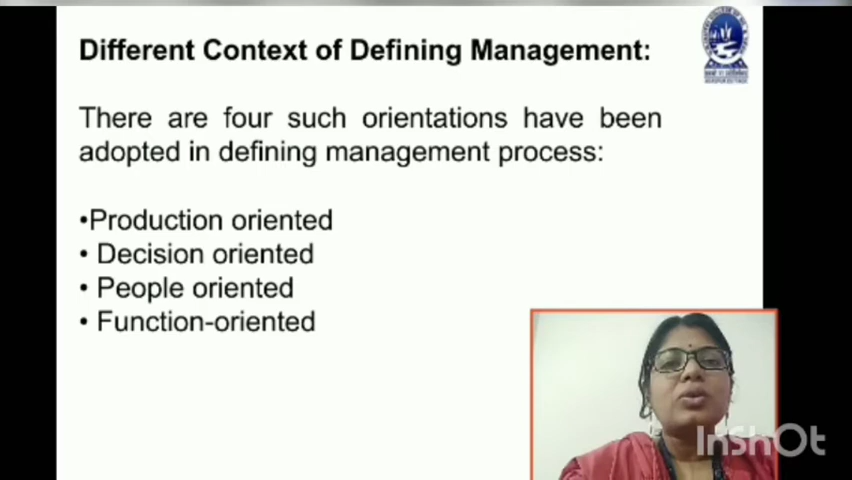 Different Context of Defining Management:
There are four such orientations have been
adopted in defining management process:
•Production oriented
• Decision oriented
• People oriented
• Function-oriented
InShOt